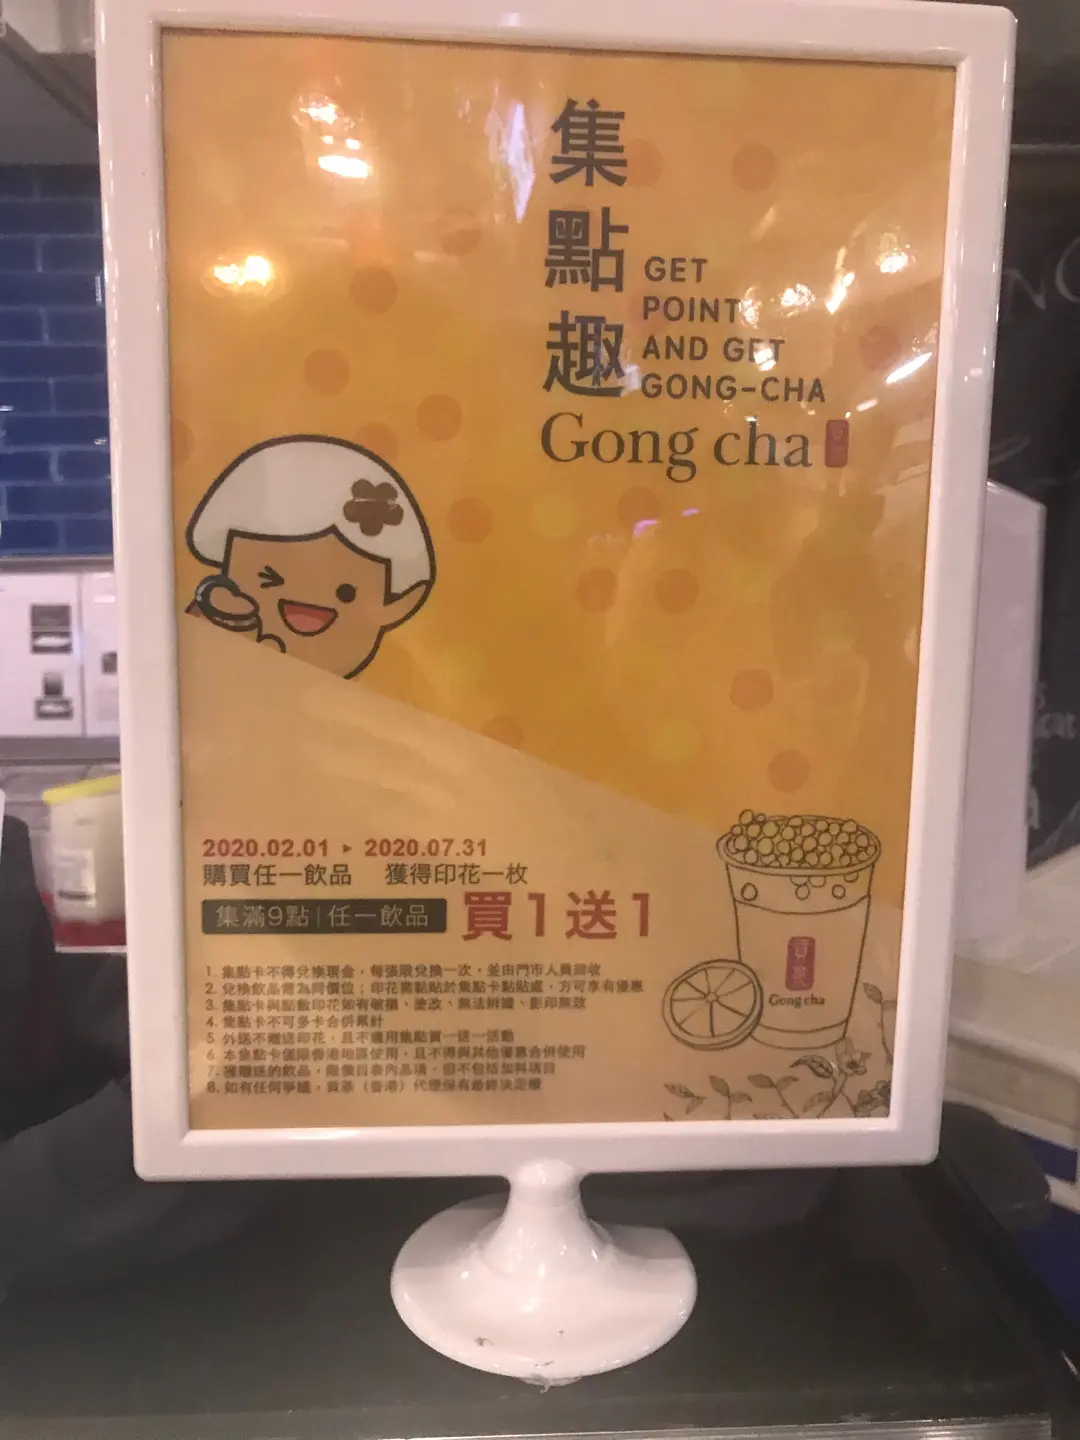 集點趣
GET
POINTS
AND GET
GONG-CHA
Gong cha
貢茶
2020.02.01 ▸ 2020.07.31
購買任一飲品 獲得印花一枚
集滿9點|任一飲品 買1送1
1. 集點卡不得兌換現金，每張限兌換一次，並由門市人員回收
2. 兌換飲品需為同價位；印花需黏貼於集點卡黏貼處，方可享有優惠
3. 集點卡與點數印花如有破損、塗改、無法辨識、影印無效
4. 集點卡不可多卡合併累計
5. 外送不贈送印花，且不適用集點買一送一活動
6. 本集點卡僅限香港地區使用，且不得與其他優惠合併使用
7. 獲贈送的飲品，限價目表內品項，但不包括加料項目
8. 如有任何爭議，貢茶（香港）代理保有最終決定權
貢茶
Gong cha